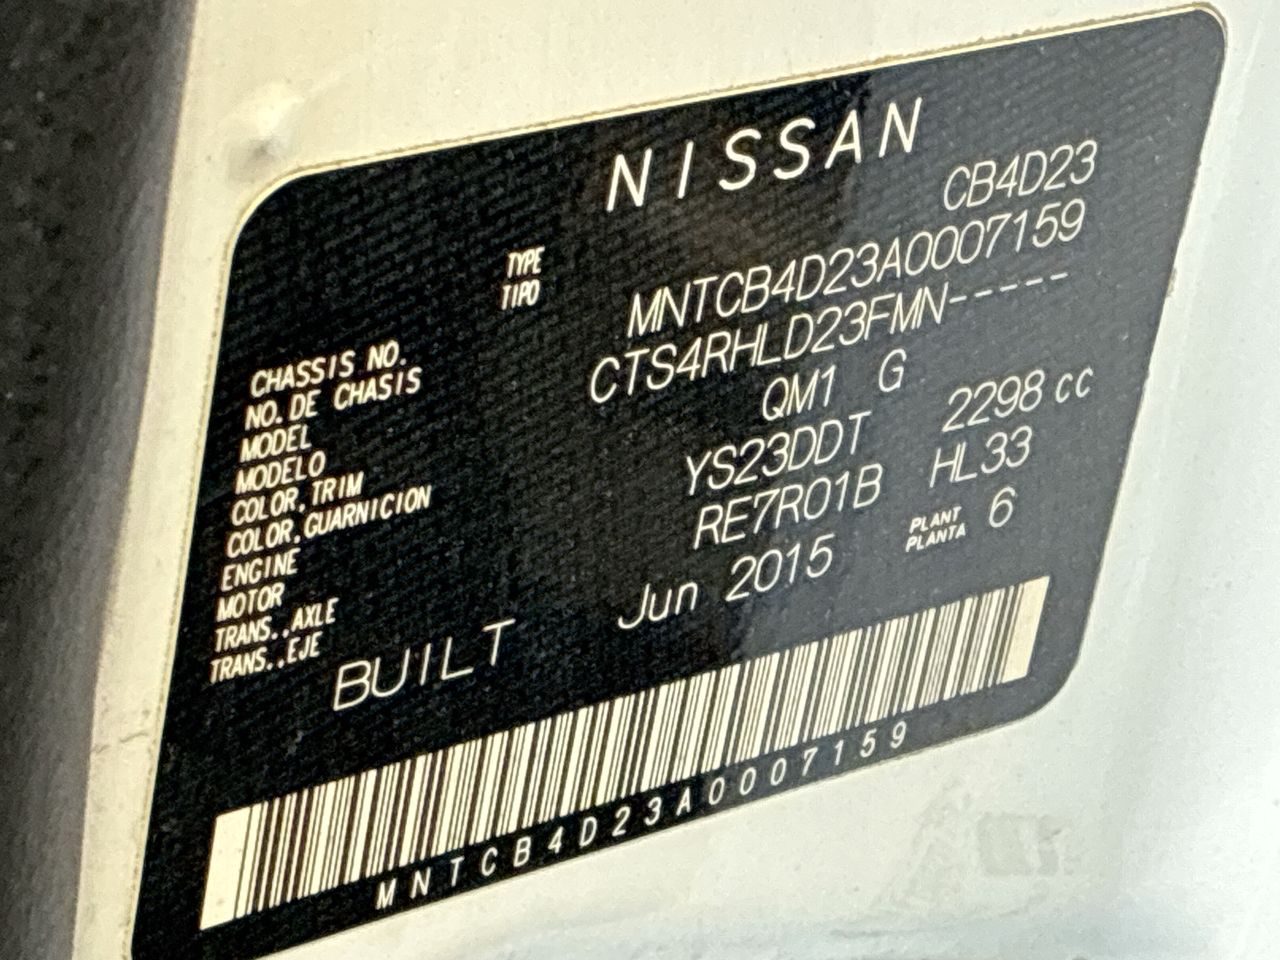 NISSAN
TYPE
TIPO
CB4D23
CHASSIS NO.
NO. DE CHASIS
MNTCB4D23A0007159
MODEL
MODELO
CTS4RHLD23FMN-----
COLOR, TRIM
COLOR, GUARNICION
QM1 G
ENGINE
MOTOR
YS23DDT 2298 cc
TRANS., AXLE
TRANS., EJE
RE7R01B HL33
BUILT Jun 2015
PLANT
PLANTA
6
MNTCB4D23A0007159